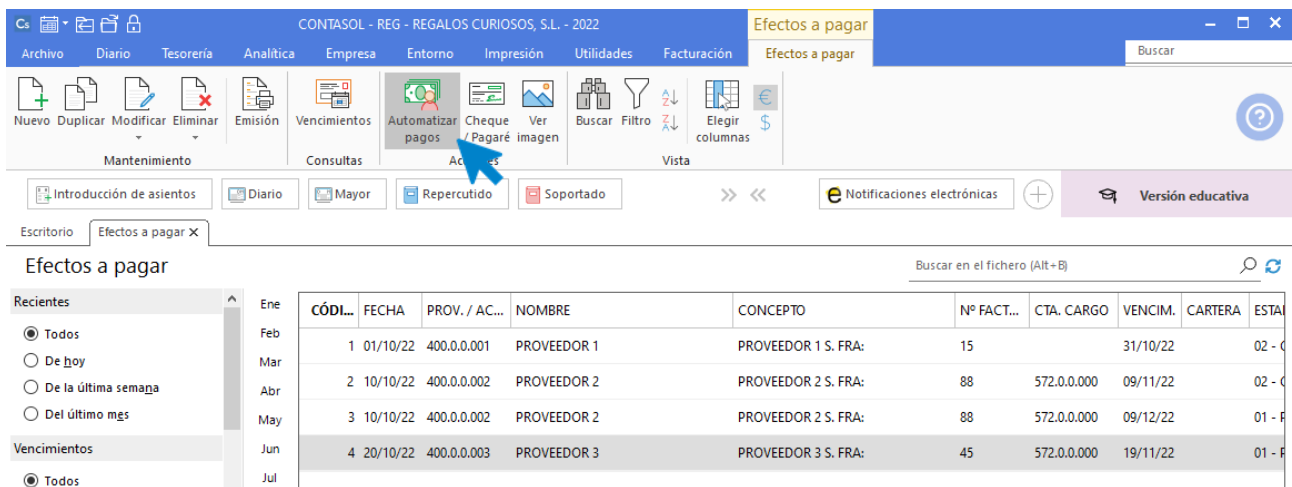 Cs CONTASOL - REG - REGALOS CURIOSOS, S.L. - 2022 Efectos a pagar
Archivo Diario Tesorería Analítica Empresa Entorno Impresión Utilidades Facturación Efectos a pagar Buscar
Nuevo Duplicar Modificar Eliminar Emisión Vencimientos Automatizar pagos Cheque / Pagaré Ver imagen Buscar Filtro Elegir columnas
Mantenimiento Consultas Vista
Introducción de asientos Diario Mayor Repercutido Soportado Notificaciones electrónicas Versión educativa
Escritorio Efectos a pagar
Efectos a pagar Buscar en el fichero (Alt+B)
Recientes
Todos
De hoy
De la última semana
Del último mes
Vencimientos
Todos
Ene
Feb
Mar
Abr
May
Jun
Jul
CÓDI... FECHA PROV. / AC... NOMBRE CONCEPTO Nº FACT... CTA. CARGO VENCIM. CARTERA
1 01/10/22 400.0.0.001 PROVEEDOR 1 PROVEEDOR 1 S. FRA: 15 31/10/22 02 -
2 10/10/22 400.0.0.002 PROVEEDOR 2 PROVEEDOR 2 S. FRA: 88 572.0.0.000 09/11/22 02 -
3 10/10/22 400.0.0.002 PROVEEDOR 2 PROVEEDOR 2 S. FRA: 88 572.0.0.000 09/12/22 01 -
4 20/10/22 400.0.0.003 PROVEEDOR 3 PROVEEDOR 3 S. FRA: 45 572.0.0.000 19/11/22 01 -